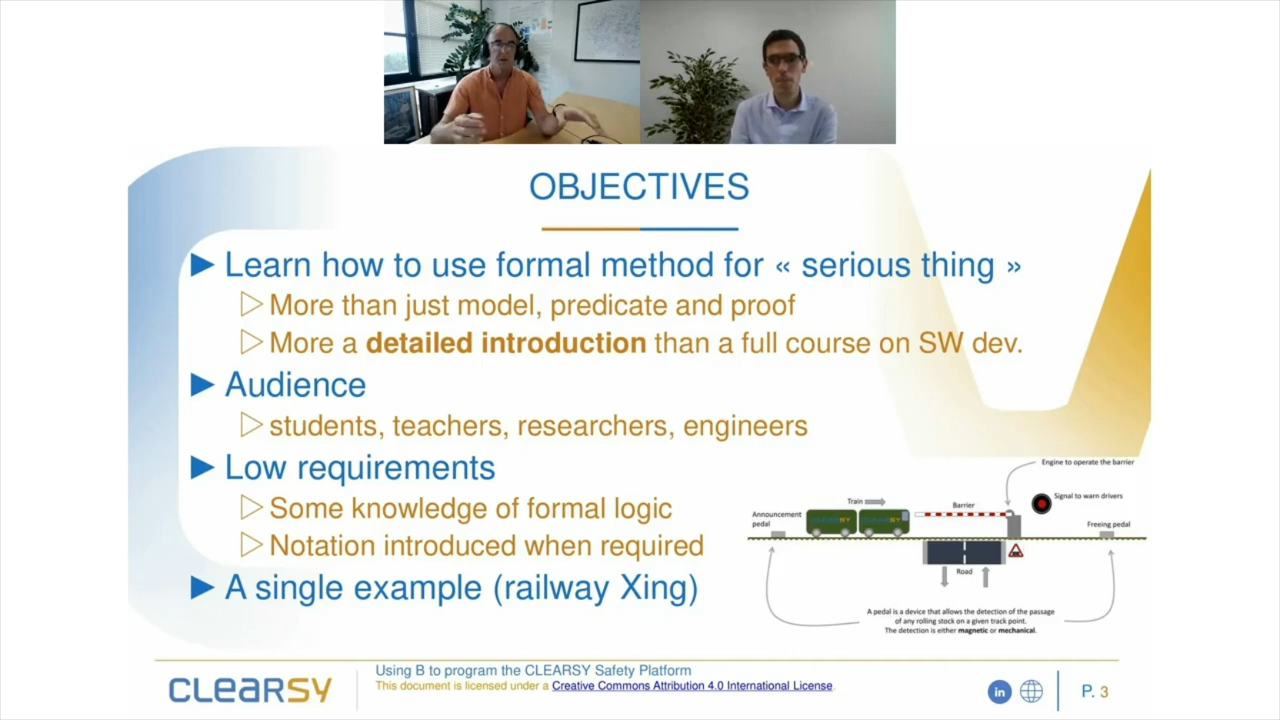 OBJECTIVES
► Learn how to use formal method for « serious thing »
▷ More than just model, predicate and proof
▷ More a detailed introduction than a full course on SW dev.
► Audience
▷ students, teachers, researchers, engineers
► Low requirements
▷ Some knowledge of formal logic
▷ Notation introduced when required
► A single example (railway Xing)
Engine to operate the barrier
Signal to warn drivers
Train
Barrier
Announcement
pedal
CLEARSY
CLEARSY
Freeing pedal
Road
A pedal is a device that allows the detection of the passage
of any rolling stock on a given track point.
The detection is either magnetic or mechanical.
CLEARSY
Using B to program the CLEARSY Safety Platform
This document is licensed under a Creative Commons Attribution 4.0 International License.
in
P. 3